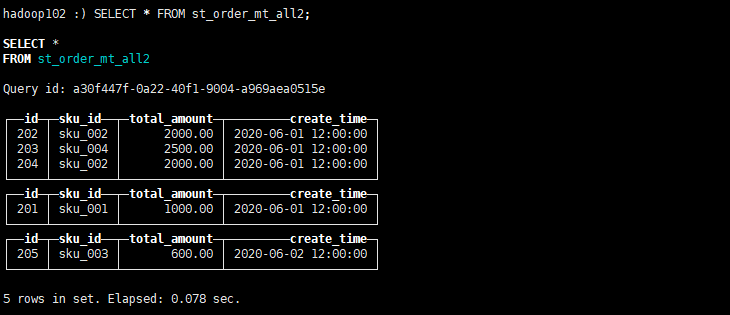 hadoop102 :) SELECT * FROM st_order_mt_all2;
SELECT *
FROM st_order_mt_all2
Query id: a30f447f-0a22-40f1-9004-a969aea0515e
┌──id─┬─sku_id──┬─total_amount─┬─────────create_time─┐
│ 202 │ sku_002 │      2000.00 │ 2020-06-01 12:00:00 │
│ 203 │ sku_004 │      2500.00 │ 2020-06-01 12:00:00 │
│ 204 │ sku_002 │      2000.00 │ 2020-06-01 12:00:00 │
└─────┴─────────┴──────────────┴─────────────────────┘
┌──id─┬─sku_id──┬─total_amount─┬─────────create_time─┐
│ 201 │ sku_001 │      1000.00 │ 2020-06-01 12:00:00 │
└─────┴─────────┴──────────────┴─────────────────────┘
┌──id─┬─sku_id──┬─total_amount─┬─────────create_time─┐
│ 205 │ sku_003 │       600.00 │ 2020-06-02 12:00:00 │
└─────┴─────────┴──────────────┴─────────────────────┘
5 rows in set. Elapsed: 0.078 sec.